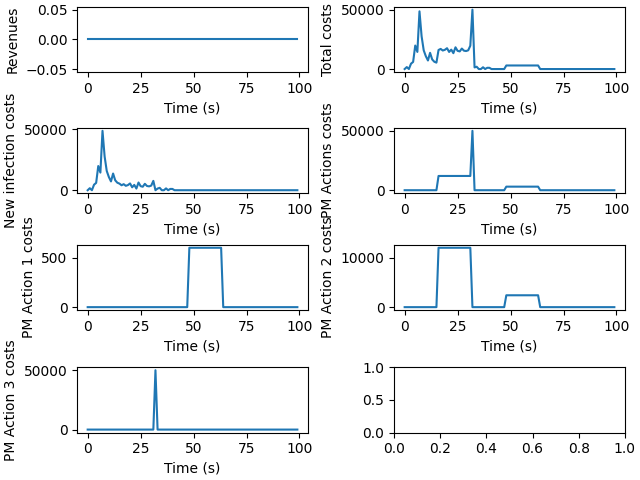 Revenues
0.05
0.00
−0.05
0 25 50 75 100
Time (s)
Total costs
50000
0
0 25 50 75 100
Time (s)
New infection costs
50000
0
0 25 50 75 100
Time (s)
PM Actions costs
50000
0
0 25 50 75 100
Time (s)
PM Action 1 costs
500
0
0 25 50 75 100
Time (s)
PM Action 2 costs
10000
0
0 25 50 75 100
Time (s)
PM Action 3 costs
50000
0
0 25 50 75 100
Time (s)
1.0
0.5
0.0
0.0 0.2 0.4 0.6 0.8 1.0